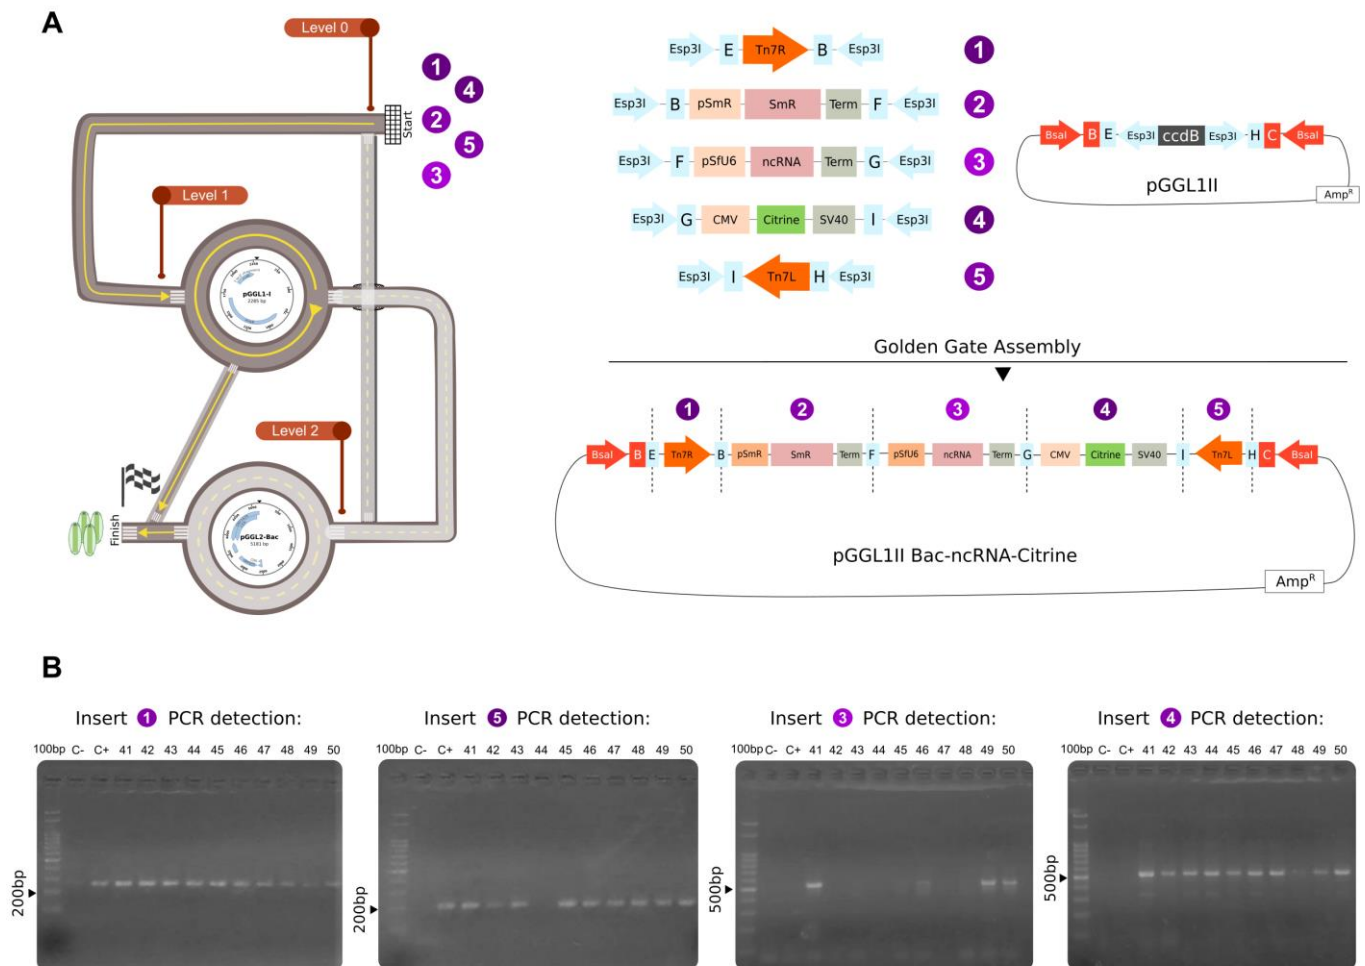 A
Level 0
Start
Level 1
pGGL1-I
2285 bp
Level 2
pGGL2-Bac
5181 bp
Finish
1
4
2
5
3
Esp3I E Tn7R B Esp3I 1
Esp3I B pSmR SmR Term F Esp3I 2
Esp3I F pSfU6 ncRNA Term G Esp3I 3
Esp3I G CMV Citrine SV40 I Esp3I 4
Esp3I I Tn7L H Esp3I 5
BsaI B E Esp3I ccdB Esp3I H C BsaI
pGGL1II
Amp^R
Golden Gate Assembly
1 2 3 4 5
BsaI B E Tn7R B pSmR SmR Term F pSfU6 ncRNA Term G CMV Citrine SV40 I Tn7L H C BsaI
pGGL1II Bac-ncRNA-Citrine
Amp^R
B
Insert 1 PCR detection:
100bp C- C+ 41 42 43 44 45 46 47 48 49 50
200bp
Insert 5 PCR detection:
100bp C- C+ 41 42 43 44 45 46 47 48 49 50
200bp
Insert 3 PCR detection:
100bp C- C+ 41 42 43 44 45 46 47 48 49 50
500bp
Insert 4 PCR detection:
100bp C- C+ 41 42 43 44 45 46 47 48 49 50
500bp